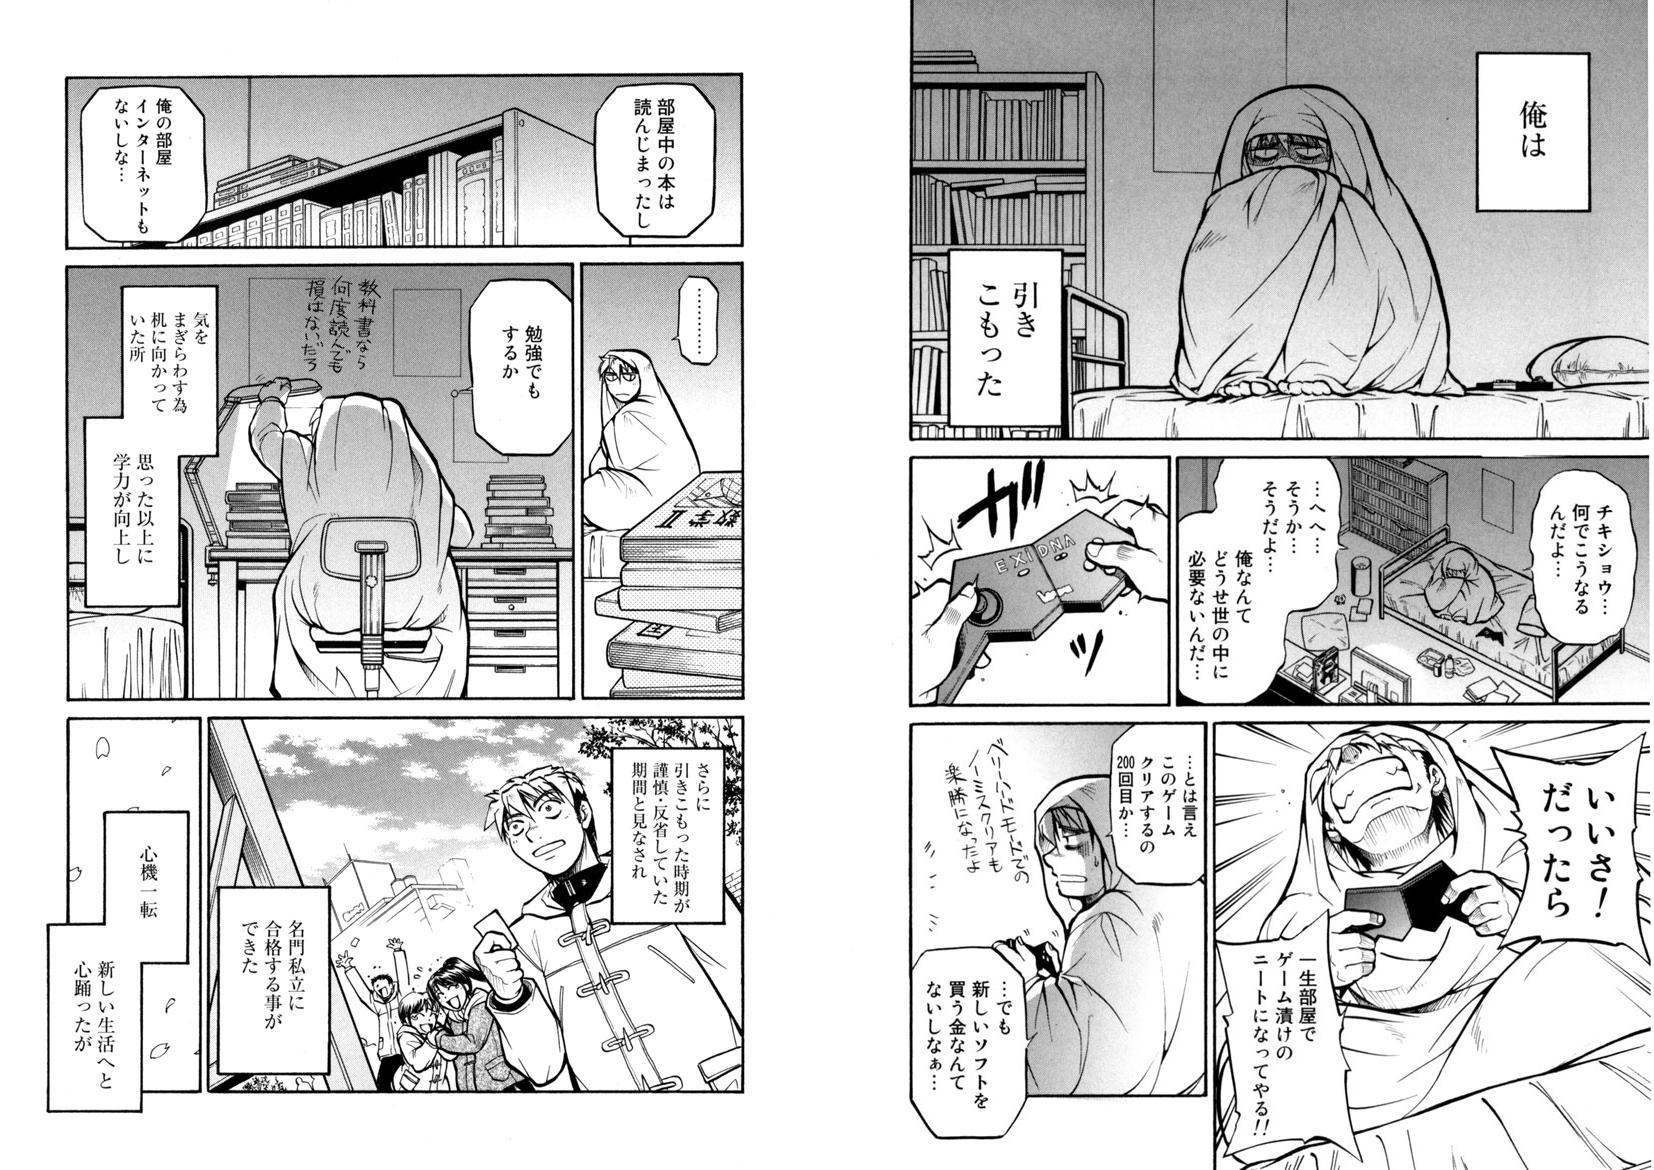 俺は
引き
こもった
チキショウ…
何でこうなる
んだよ…
…へへ…
そうか…
そうだよ…
俺なんて
どうせ世の中に
必要ないんだ…
ガッ
EXIDNA
いいさ！
だったら
一生部屋で
ゲーム漬けの
ニートになってやる!!
…とは言え
このゲーム
クリアするの
200回目か…
ベリーハードモードでの
ノーミスクリアも
楽勝になったよ
…でも
新しいソフトを
買う金なんて
ないしなぁ…
部屋中の本は
読んじまったし
俺の部屋
インターネットも
ないしな…
…………
数学Ⅱ
勉強でも
するか
教科書なら
何度読んでも
損はないだろ
気を
まぎらわす為
机に向かって
いた所
思った以上に
学力が向上し
さらに
引きこもった時期が
謹慎・反省していた
期間と見なされ
名門私立に
合格する事が
できた
心機一転
新しい生活へと
心踊ったが